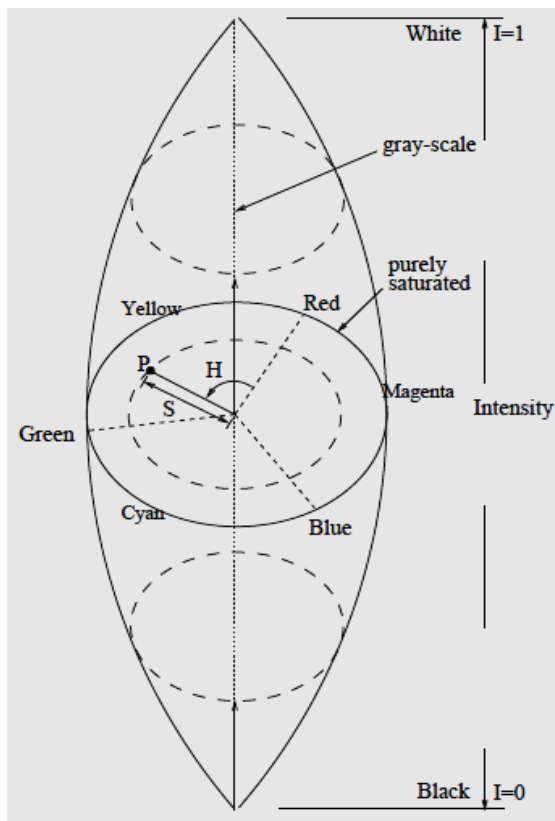 White I=1
gray-scale
purely
saturated
Yellow
Red
P
H
S
Magenta
Intensity
Green
Cyan
Blue
Black I=0